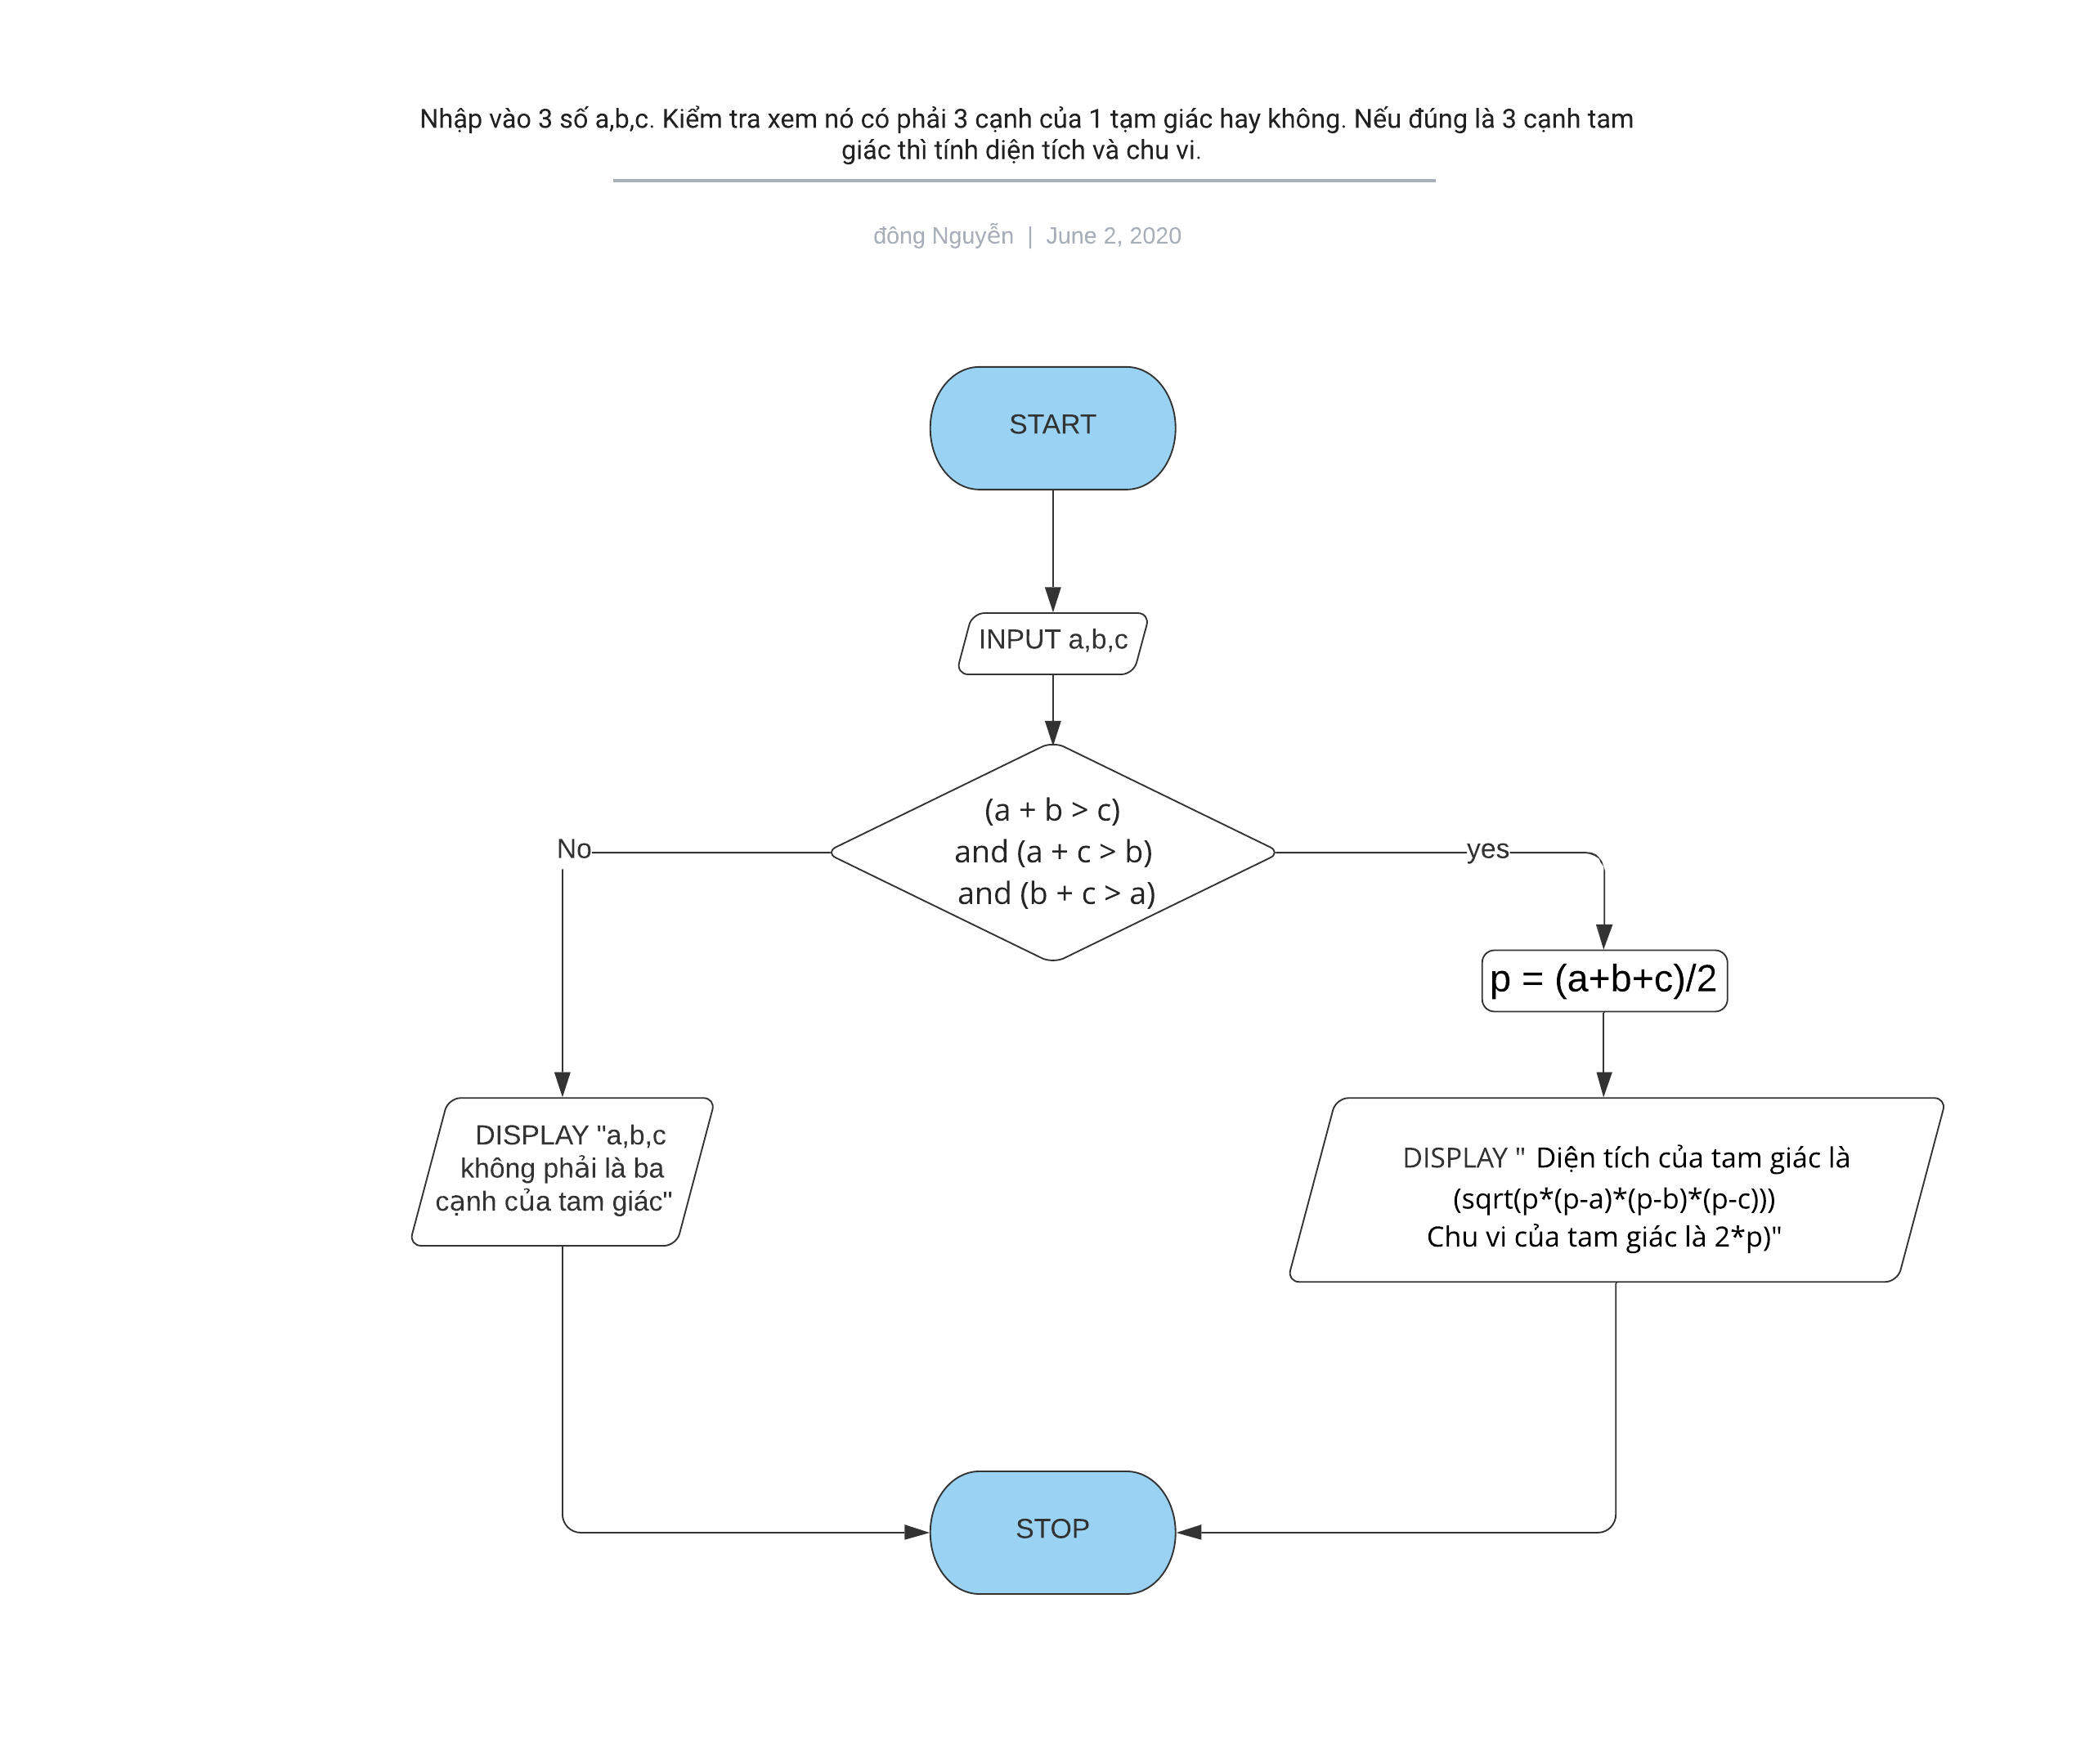 Nhập vào 3 số a,b,c. Kiểm tra xem nó có phải 3 cạnh của 1 tạm giác hay không. Nếu đúng là 3 cạnh tam
giác thì tính diện tích và chu vi.
đông Nguyễn | June 2, 2020
START
INPUT a,b,c
(a + b > c)
and (a + c > b)
and (b + c > a)
No
yes
p = (a+b+c)/2
DISPLAY "a,b,c
không phải là ba
cạnh của tam giác"
DISPLAY " Diện tích của tam giác là
(sqrt(p*(p-a)*(p-b)*(p-c)))
Chu vi của tam giác là 2*p)"
STOP